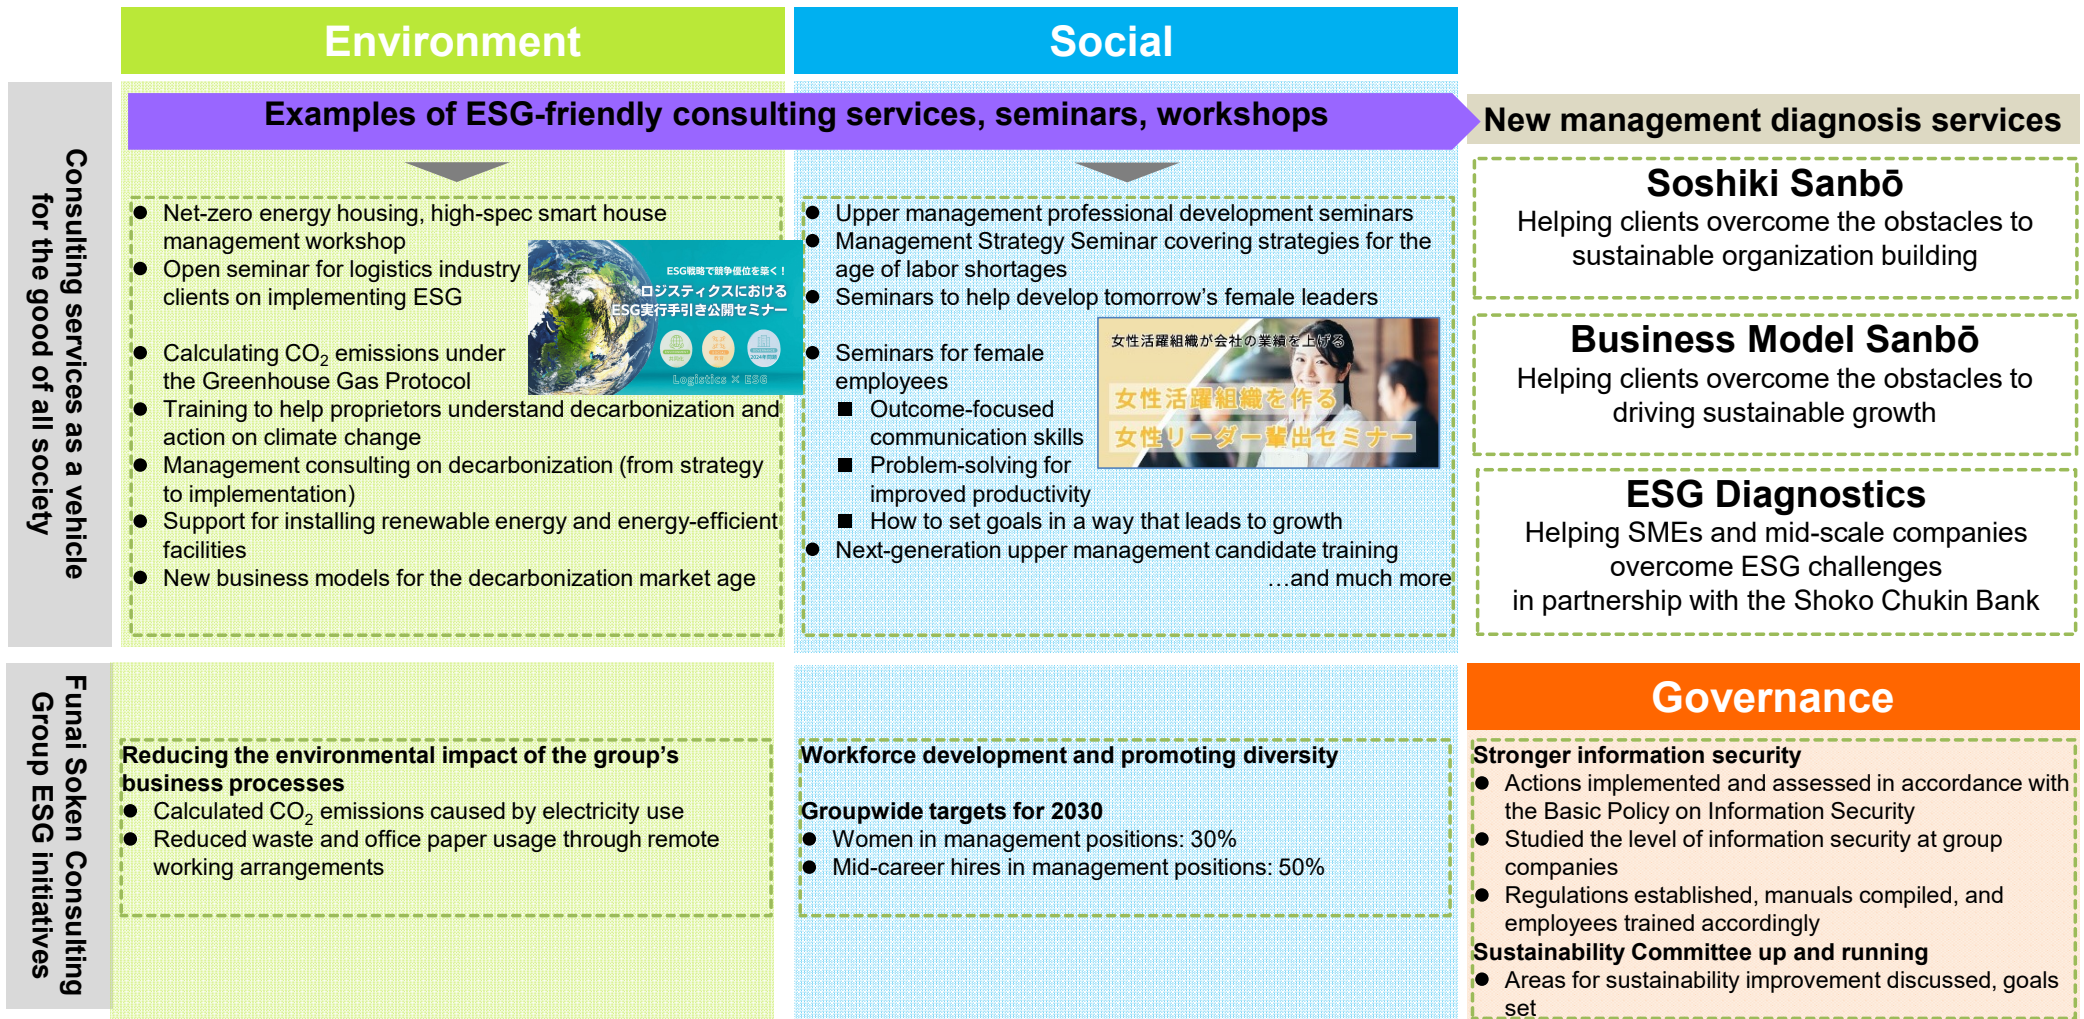 Environment
Social
Consulting services as a vehicle
for the good of all society
Examples of ESG-friendly consulting services, seminars, workshops
● Net-zero energy housing, high-spec smart house
management workshop
● Open seminar for logistics industry
clients on implementing ESG
ESG戦略で競争優位を築く！
ロジスティクスにおける
ESG実行手引き公開セミナー
Logistics × ESG
● Calculating CO₂ emissions under
the Greenhouse Gas Protocol
● Training to help proprietors understand decarbonization and
action on climate change
● Management consulting on decarbonization (from strategy
to implementation)
● Support for installing renewable energy and energy-efficient
facilities
● New business models for the decarbonization market age
● Upper management professional development seminars
● Management Strategy Seminar covering strategies for the
age of labor shortages
● Seminars to help develop tomorrow’s female leaders
女性活躍組織が会社の業績を上げる
女性活躍組織を作る
女性リーダー輩出セミナー
● Seminars for female
employees
■ Outcome-focused
communication skills
■ Problem-solving for
improved productivity
■ How to set goals in a way that leads to growth
● Next-generation upper management candidate training
…and much more
New management diagnosis services
Soshiki Sanbō
Helping clients overcome the obstacles to
sustainable organization building
Business Model Sanbō
Helping clients overcome the obstacles to
driving sustainable growth
ESG Diagnostics
Helping SMEs and mid-scale companies
overcome ESG challenges
in partnership with the Shoko Chukin Bank
Funai Soken Consulting
Group ESG initiatives
Reducing the environmental impact of the group’s
business processes
● Calculated CO₂ emissions caused by electricity use
● Reduced waste and office paper usage through remote
working arrangements
Workforce development and promoting diversity
Groupwide targets for 2030
● Women in management positions: 30%
● Mid-career hires in management positions: 50%
Governance
Stronger information security
● Actions implemented and assessed in accordance with
the Basic Policy on Information Security
● Studied the level of information security at group
companies
● Regulations established, manuals compiled, and
employees trained accordingly
Sustainability Committee up and running
● Areas for sustainability improvement discussed, goals
set